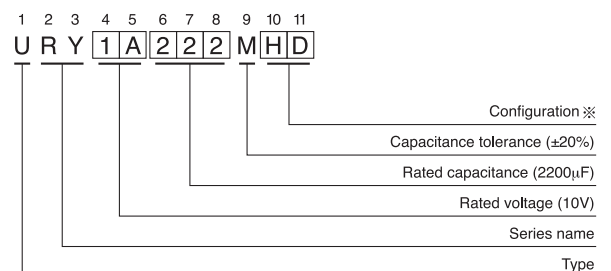 1 2 3 4 5 6 7 8 9 10 11
U R Y 1 A 2 2 2 M H D
Configuration ※
Capacitance tolerance (±20%)
Rated capacitance (2200µF)
Rated voltage (10V)
Series name
Type